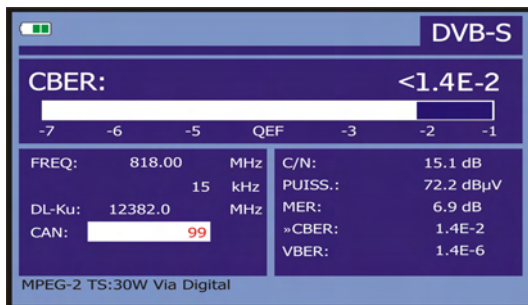 DVB-S
CBER: <1.4E-2
-7 -6 -5 QEF -3 -2 -1
FREQ: 818.00 MHz
15 kHz
DL-Ku: 12382.0 MHz
CAN: 99
C/N: 15.1 dB
PUISS.: 72.2 dBµV
MER: 6.9 dB
»CBER: 1.4E-2
VBER: 1.4E-6
MPEG-2 TS:30W Via Digital